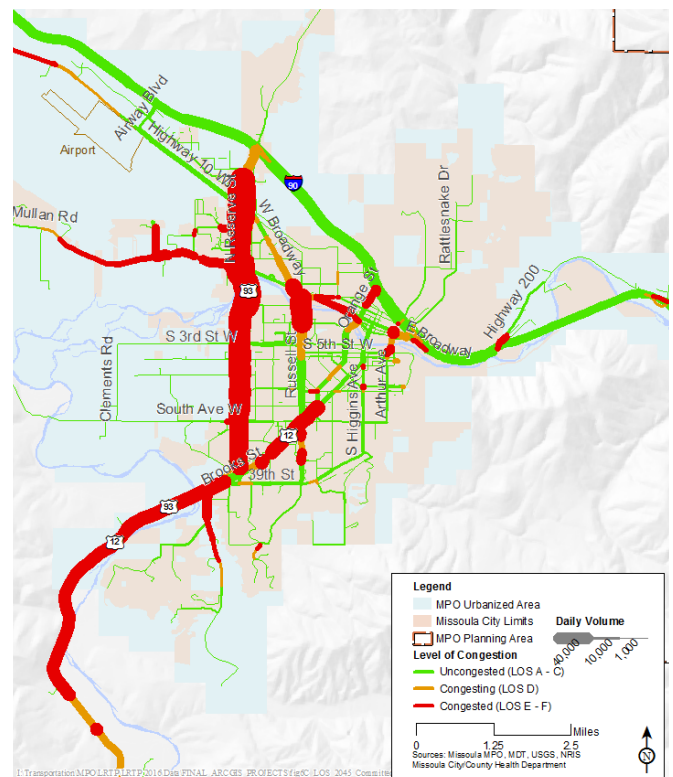 Airway Blvd
Airport
Highway 10 W
90
Mullan Rd
N Reserve St
W Broadway
Rattlesnake Dr
93
Orange St
Highway 200
E Broadway
S 3rd St W
S 5th St W
Russell St
Clements Rd
South Ave W
S Higgins Ave
Arthur Ave
12
Brooks St
39th St
93
12
Legend
MPO Urbanized Area
Missoula City Limits
MPO Planning Area
Daily Volume
40,000
10,000
1,000
Level of Congestion
Uncongested (LOS A - C)
Congesting (LOS D)
Congested (LOS E - F)
Miles
0 1.25 2.5
Sources: Missoula MPO, MDT, USGS, NRIS
Missoula City/County Health Department
N